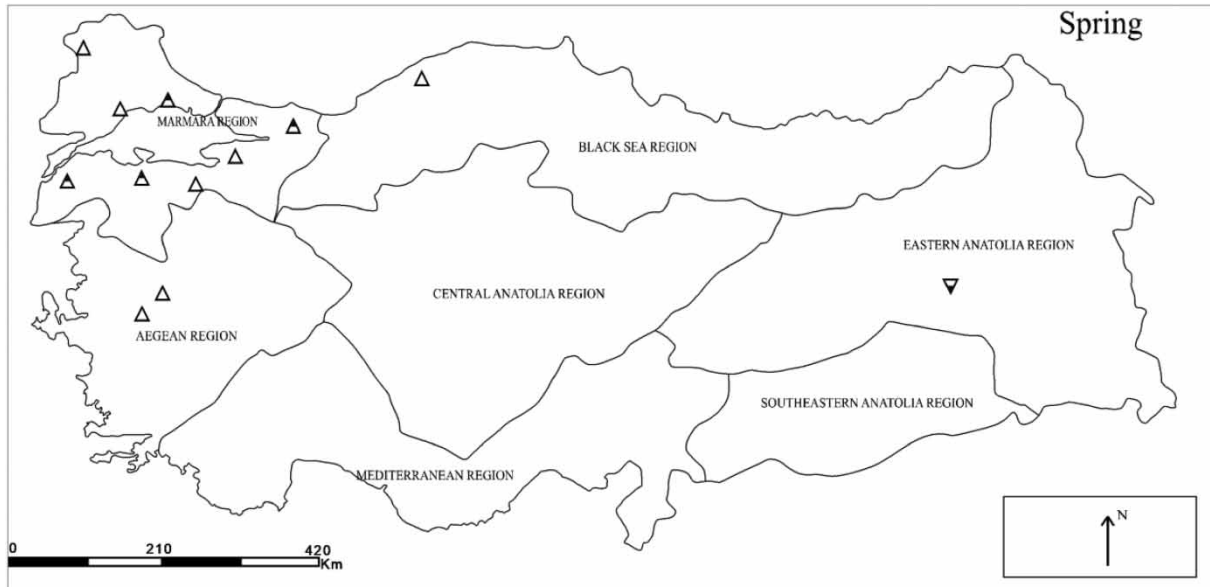 Spring
MARMARA REGION
BLACK SEA REGION
EASTERN ANATOLIA REGION
CENTRAL ANATOLIA REGION
AEGEAN REGION
SOUTHEASTERN ANATOLIA REGION
MEDITERRANEAN REGION
N
0 210 420
Km